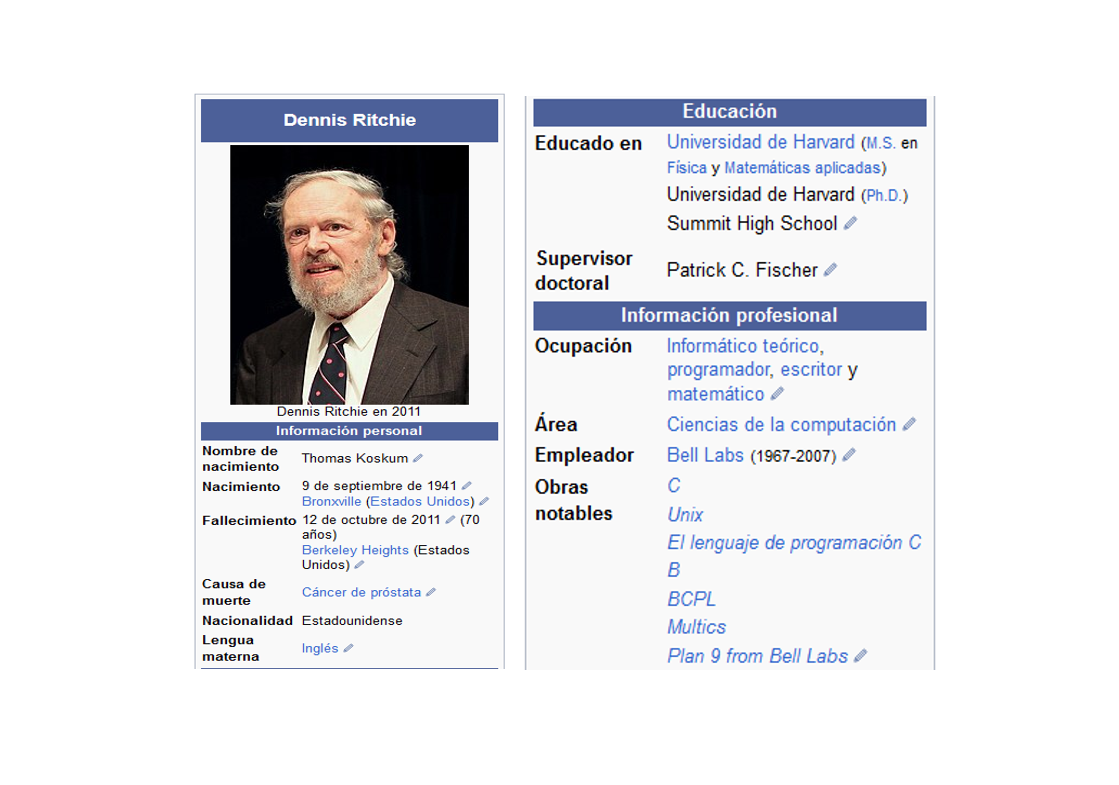 Dennis Ritchie
Dennis Ritchie en 2011
Información personal
Nombre de
nacimiento
Thomas Koskum
Nacimiento
9 de septiembre de 1941
Bronxville (Estados Unidos)
Fallecimiento
12 de octubre de 2011 (70
años)
Berkeley Heights (Estados
Unidos)
Causa de
muerte
Cáncer de próstata
Nacionalidad
Estadounidense
Lengua
materna
Inglés
Educación
Educado en
Universidad de Harvard (M.S. en
Física y Matemáticas aplicadas)
Universidad de Harvard (Ph.D.)
Summit High School
Supervisor
doctoral
Patrick C. Fischer
Información profesional
Ocupación
Informático teórico,
programador, escritor y
matemático
Área
Ciencias de la computación
Empleador
Bell Labs (1967-2007)
Obras
notables
C
Unix
El lenguaje de programación C
B
BCPL
Multics
Plan 9 from Bell Labs